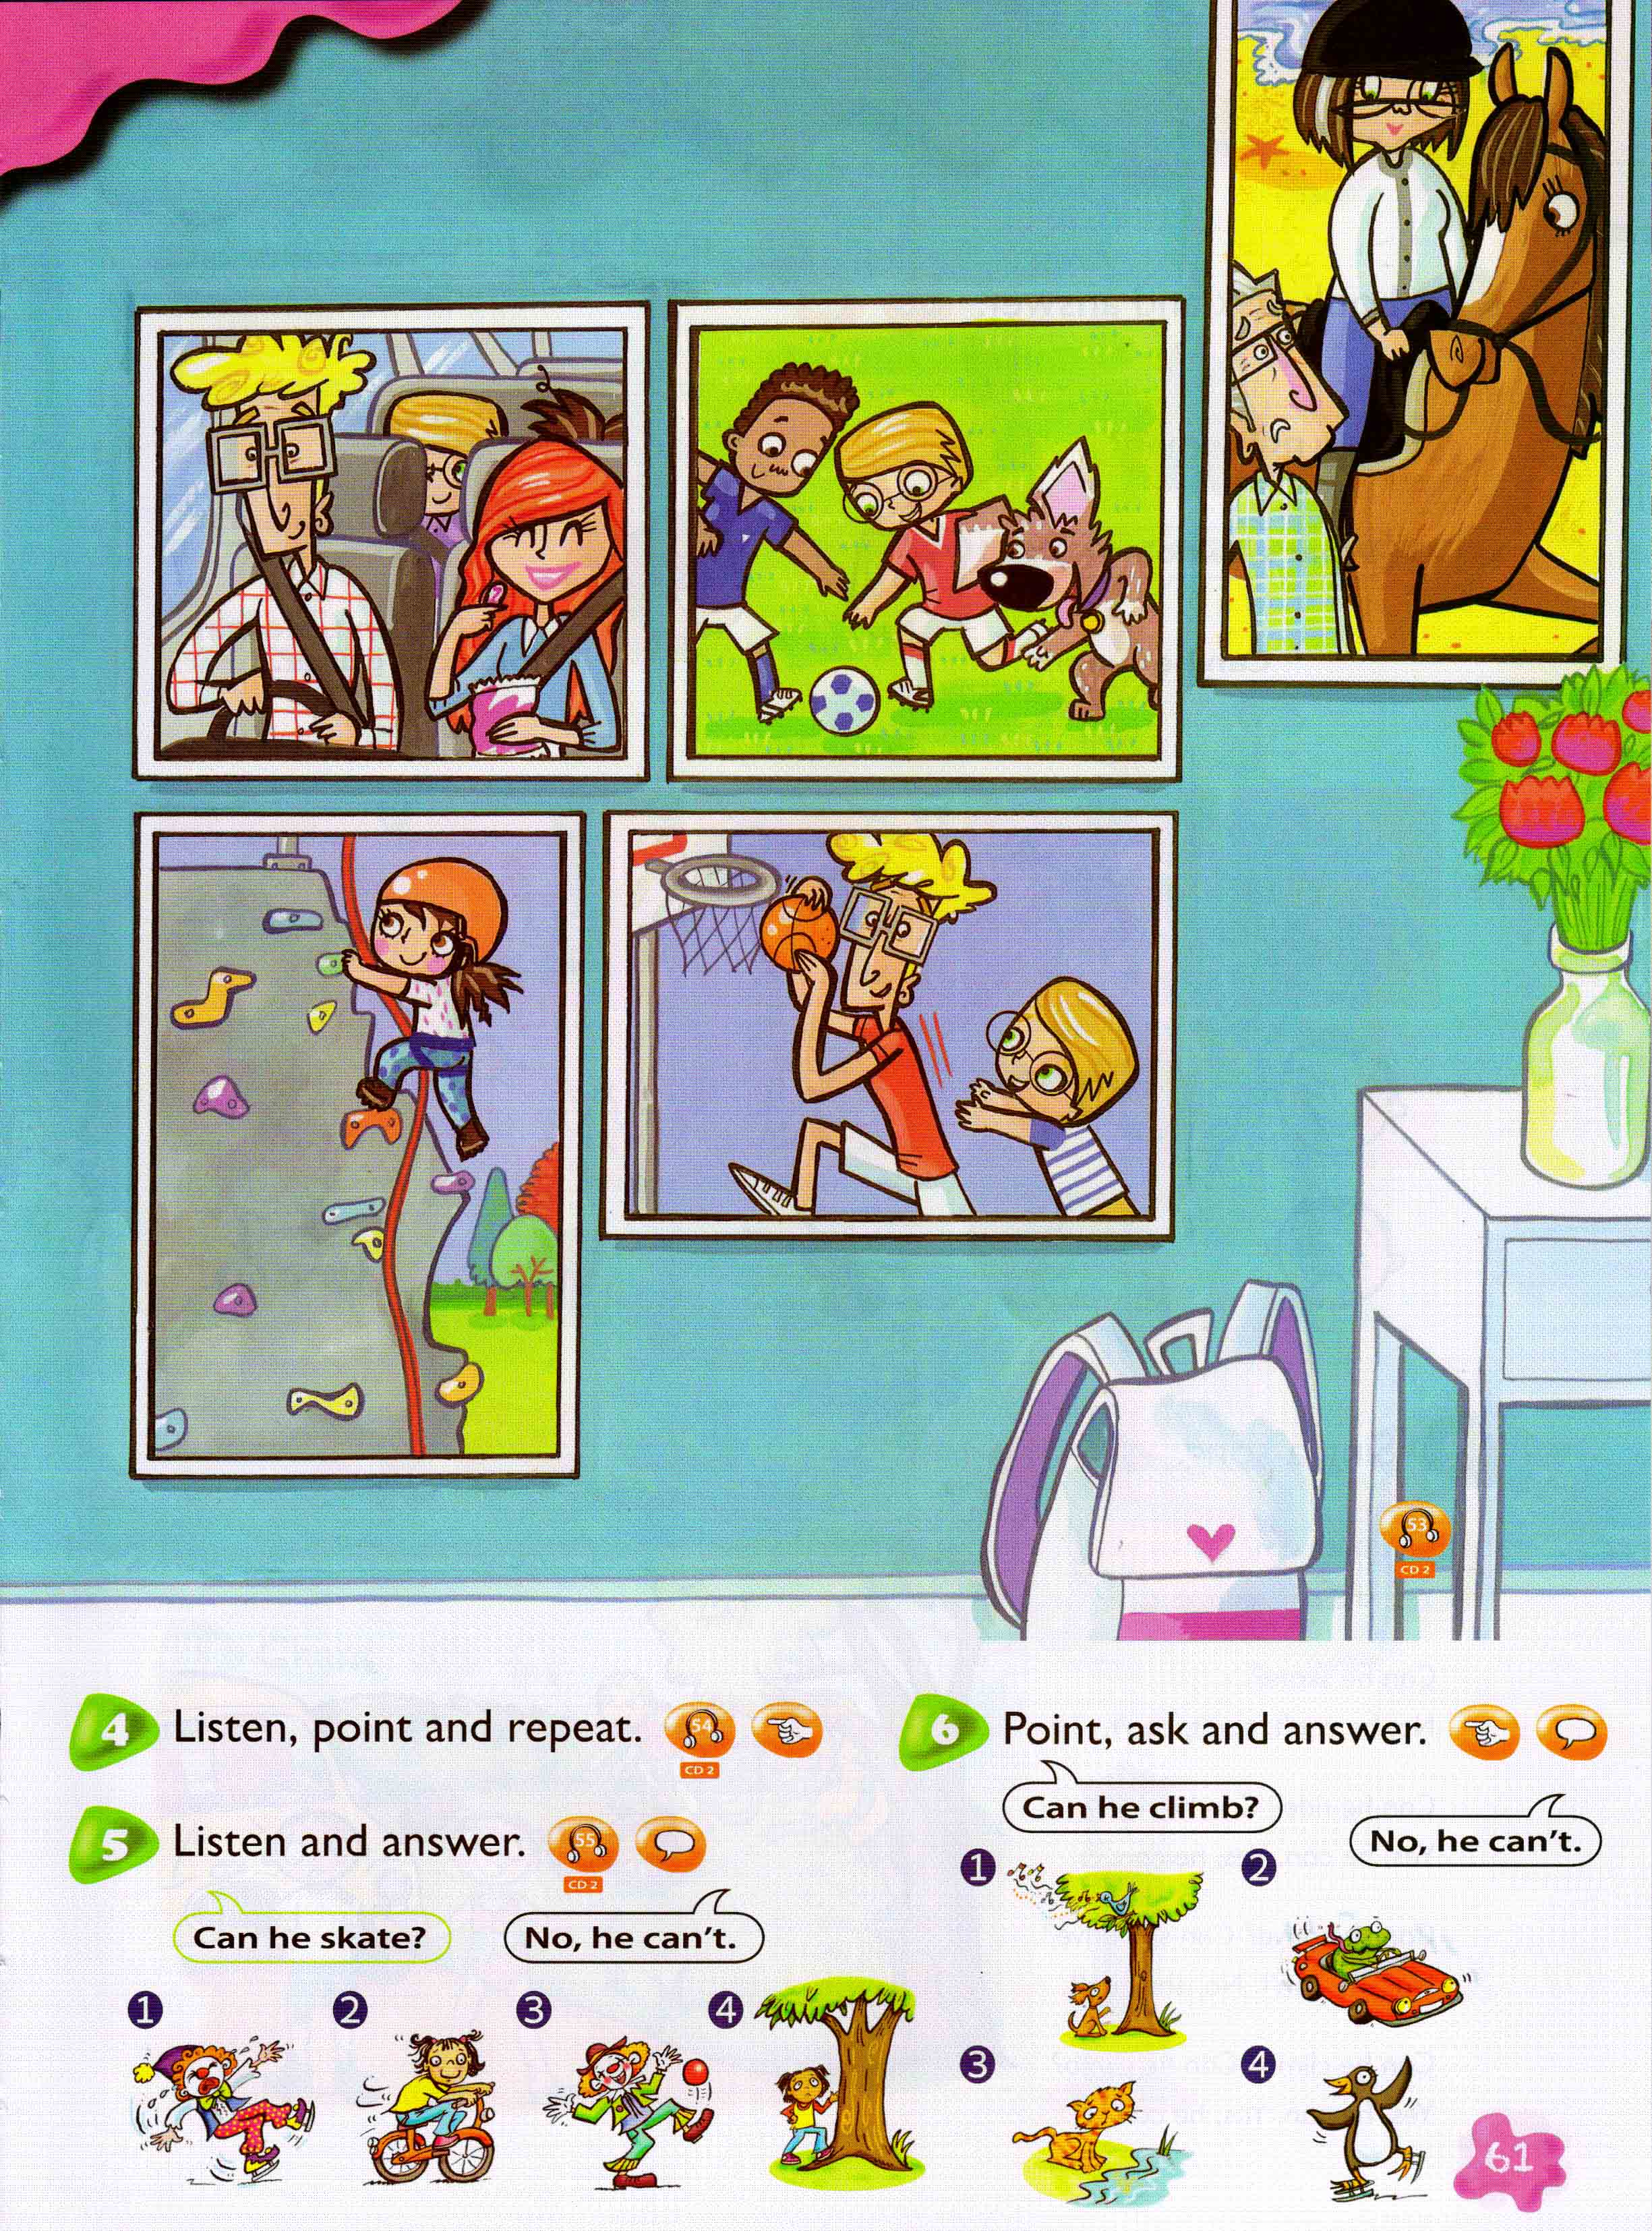 53
CD 2
4 Listen, point and repeat. 54
CD 2
5 Listen and answer. 55
CD 2
Can he skate?
No, he can't.
1 2 3 4
6 Point, ask and answer.
Can he climb?
No, he can't.
1 2
3 4
61